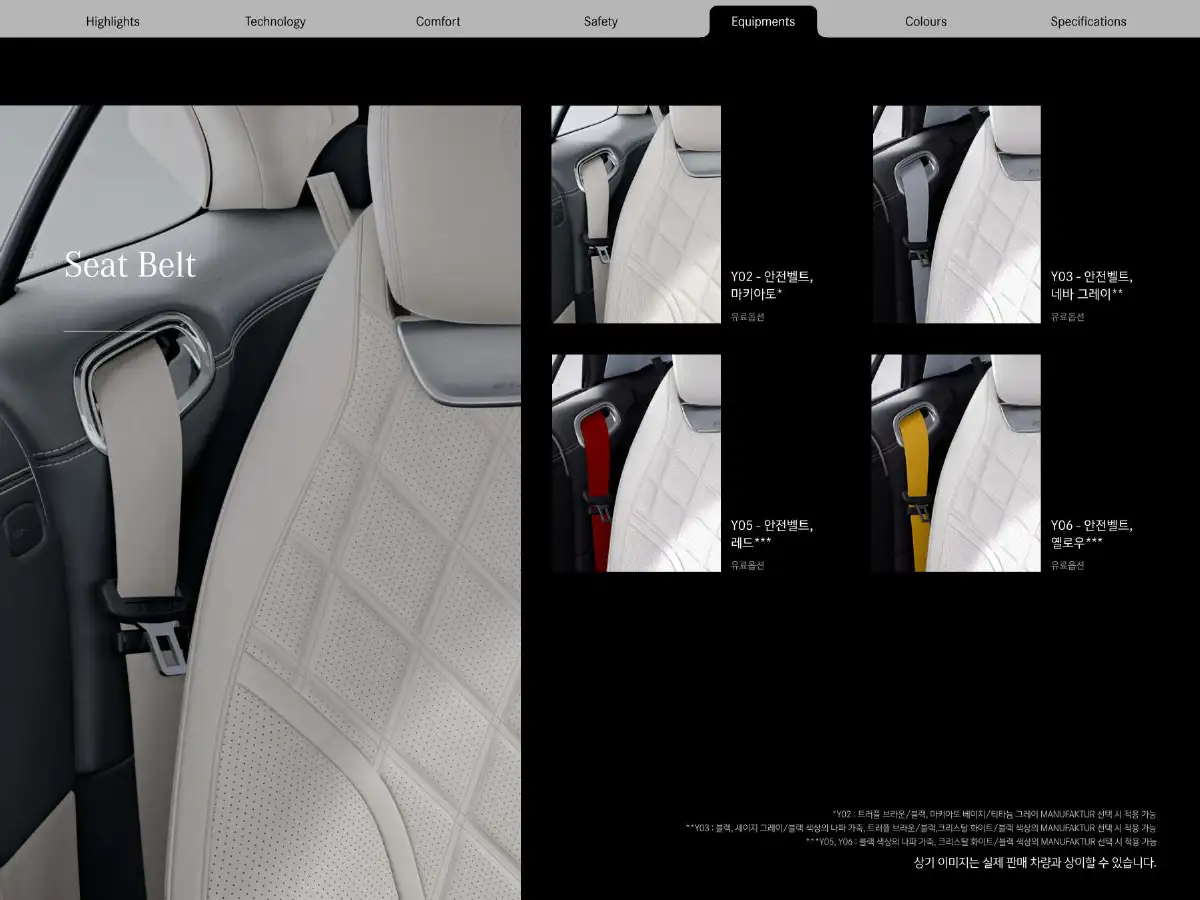 Highlights
Technology
Comfort
Safety
Equipments
Colours
Specifications
Seat Belt
Y02 - 안전벨트,
마키아토*
유료옵션
Y03 - 안전벨트,
네바 그레이**
유료옵션
Y05 - 안전벨트,
레드***
유료옵션
Y06 - 안전벨트,
옐로우***
유료옵션
*Y02 : 트러플 브라운/블랙, 마키아토 베이지/티타늄 그레이 MANUFAKTUR 선택 시 적용 가능
**Y03 : 블랙, 세이지 그레이/블랙 색상의 나파 가죽, 트러플 브라운/블랙,크리스탈 화이트/블랙 색상의 MANUFAKTUR 선택 시 적용 가능
***Y05, Y06 : 블랙 색상의 나파 가죽, 크리스탈 화이트/블랙 색상의 MANUFAKTUR 선택 시 적용 가능
상기 이미지는 실제 판매 차량과 상이할 수 있습니다.